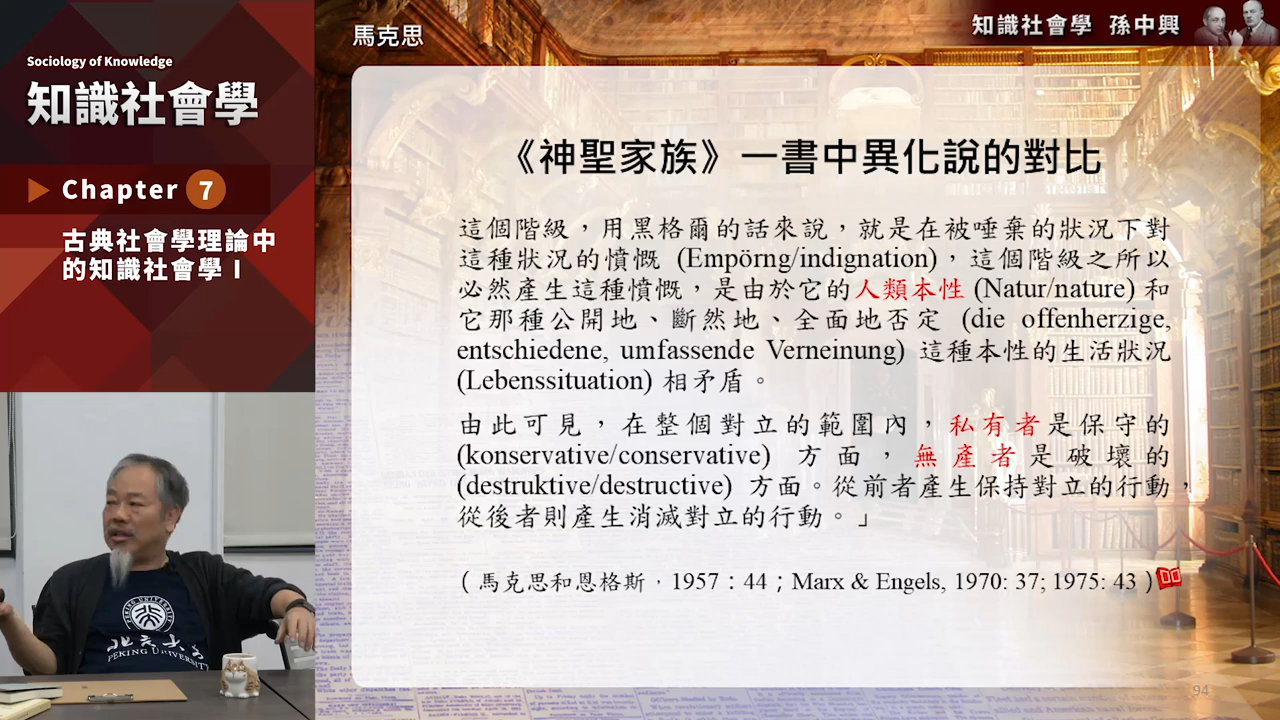 Sociology of Knowledge
知識社會學
Chapter 7
古典社會學理論中
的知識社會學 I
馬克思
知識社會學 孫中興
《神聖家族》一書中異化說的對比
這個階級，用黑格爾的話來說，就是在被唾棄的狀況下對
這種狀況的憤慨 (Empörng/indignation)，這個階級之所以
必然產生這種憤慨，是由於它的人類本性 (Natur/nature) 和
它那種公開地、斷然地、全面地否定 (die offenherzige,
entschiedene, umfassende Verneinung) 這種本性的生活狀況
(Lebenssituation) 相矛盾。
由此可見，在整個對立的範圍內，私有者是保守的
(konservative/conservative) 方面，無產者是破壞的
(destruktive/destructive) 方面。從前者產生保持對立的行動，
從後者則產生消滅對立的行動。」
（馬克思和恩格斯，1957：44；Marx & Engels, 1970: 37; 1975: 43）
94
PEKING UNIVERSITY
北京大学
PEKING UNIVERSITY